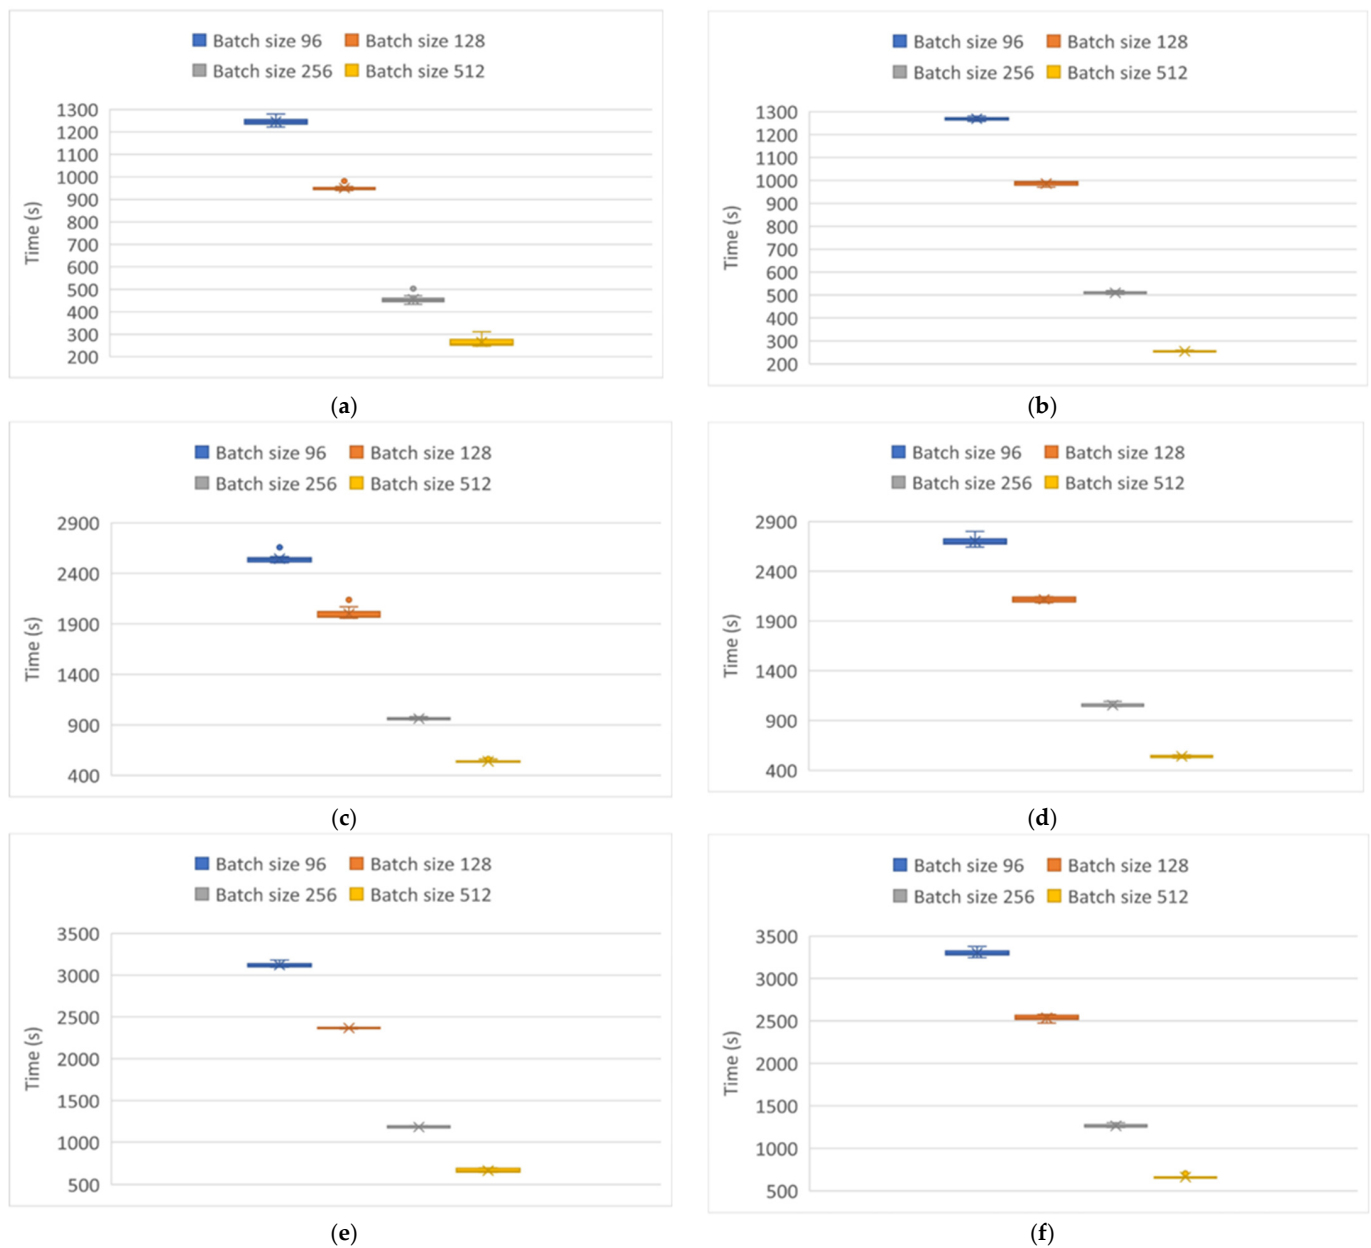 Batch size 96 Batch size 128
Batch size 256 Batch size 512
Time (s)
1300
1200
1100
1000
900
800
700
600
500
400
300
200
(a)
Batch size 96 Batch size 128
Batch size 256 Batch size 512
Time (s)
1300
1200
1100
1000
900
800
700
600
500
400
300
200
(b)
Batch size 96 Batch size 128
Batch size 256 Batch size 512
Time (s)
2900
2400
1900
1400
900
400
(c)
Batch size 96 Batch size 128
Batch size 256 Batch size 512
Time (s)
2900
2400
1900
1400
900
400
(d)
Batch size 96 Batch size 128
Batch size 256 Batch size 512
Time (s)
3500
3000
2500
2000
1500
1000
500
(e)
Batch size 96 Batch size 128
Batch size 256 Batch size 512
Time (s)
3500
3000
2500
2000
1500
1000
500
(f)